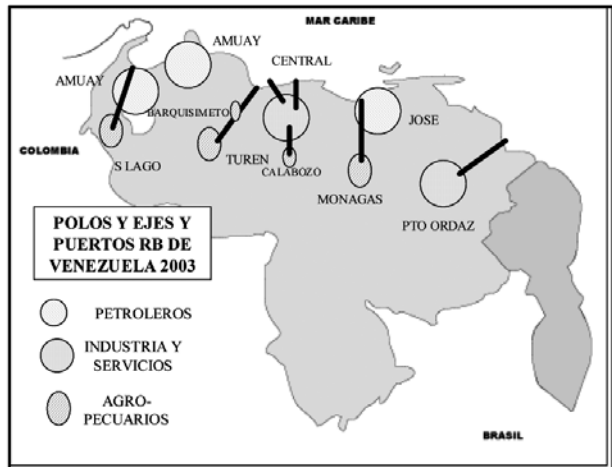 MAR CARIBE
AMUAY
CENTRAL
AMUAY
BARQUISIMETO
JOSE
COLOMBIA
S LAGO
TUREN
CALABOZO
MONAGAS
PTO ORDAZ
POLOS Y EJES Y
PUERTOS RB DE
VENEZUELA 2003
PETROLEROS
INDUSTRIA Y
SERVICIOS
AGRO-
PECUARIOS
BRASIL